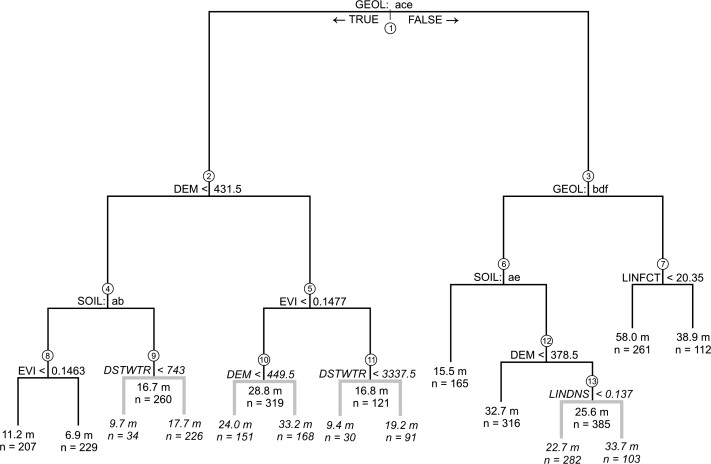 GEOL: ace
← TRUE FALSE →
1
2
3
DEM < 431.5
GEOL: bdf
6
7
SOIL: ae
LINFCT < 20.35
4
5
SOIL: ab
EVI < 0.1477
58.0 m
n = 261
38.9 m
n = 112
12
8
9
10
11
DEM < 378.5
EVI < 0.1463
DSTWTR < 743
DEM < 449.5
DSTWTR < 3337.5
15.5 m
n = 165
13
16.7 m
n = 260
28.8 m
n = 319
16.8 m
n = 121
LINDNS < 0.137
32.7 m
n = 316
25.6 m
n = 385
9.7 m
n = 34
17.7 m
n = 226
24.0 m
n = 151
33.2 m
n = 168
9.4 m
n = 30
19.2 m
n = 91
11.2 m
n = 207
6.9 m
n = 229
22.7 m
n = 282
33.7 m
n = 103